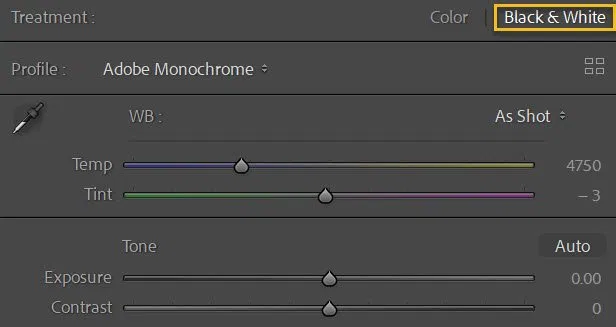 Treatment : Color | Black & White
Profile : Adobe Monochrome
WB : As Shot
Temp 4750
Tint – 3
Tone Auto
Exposure 0.00
Contrast 0